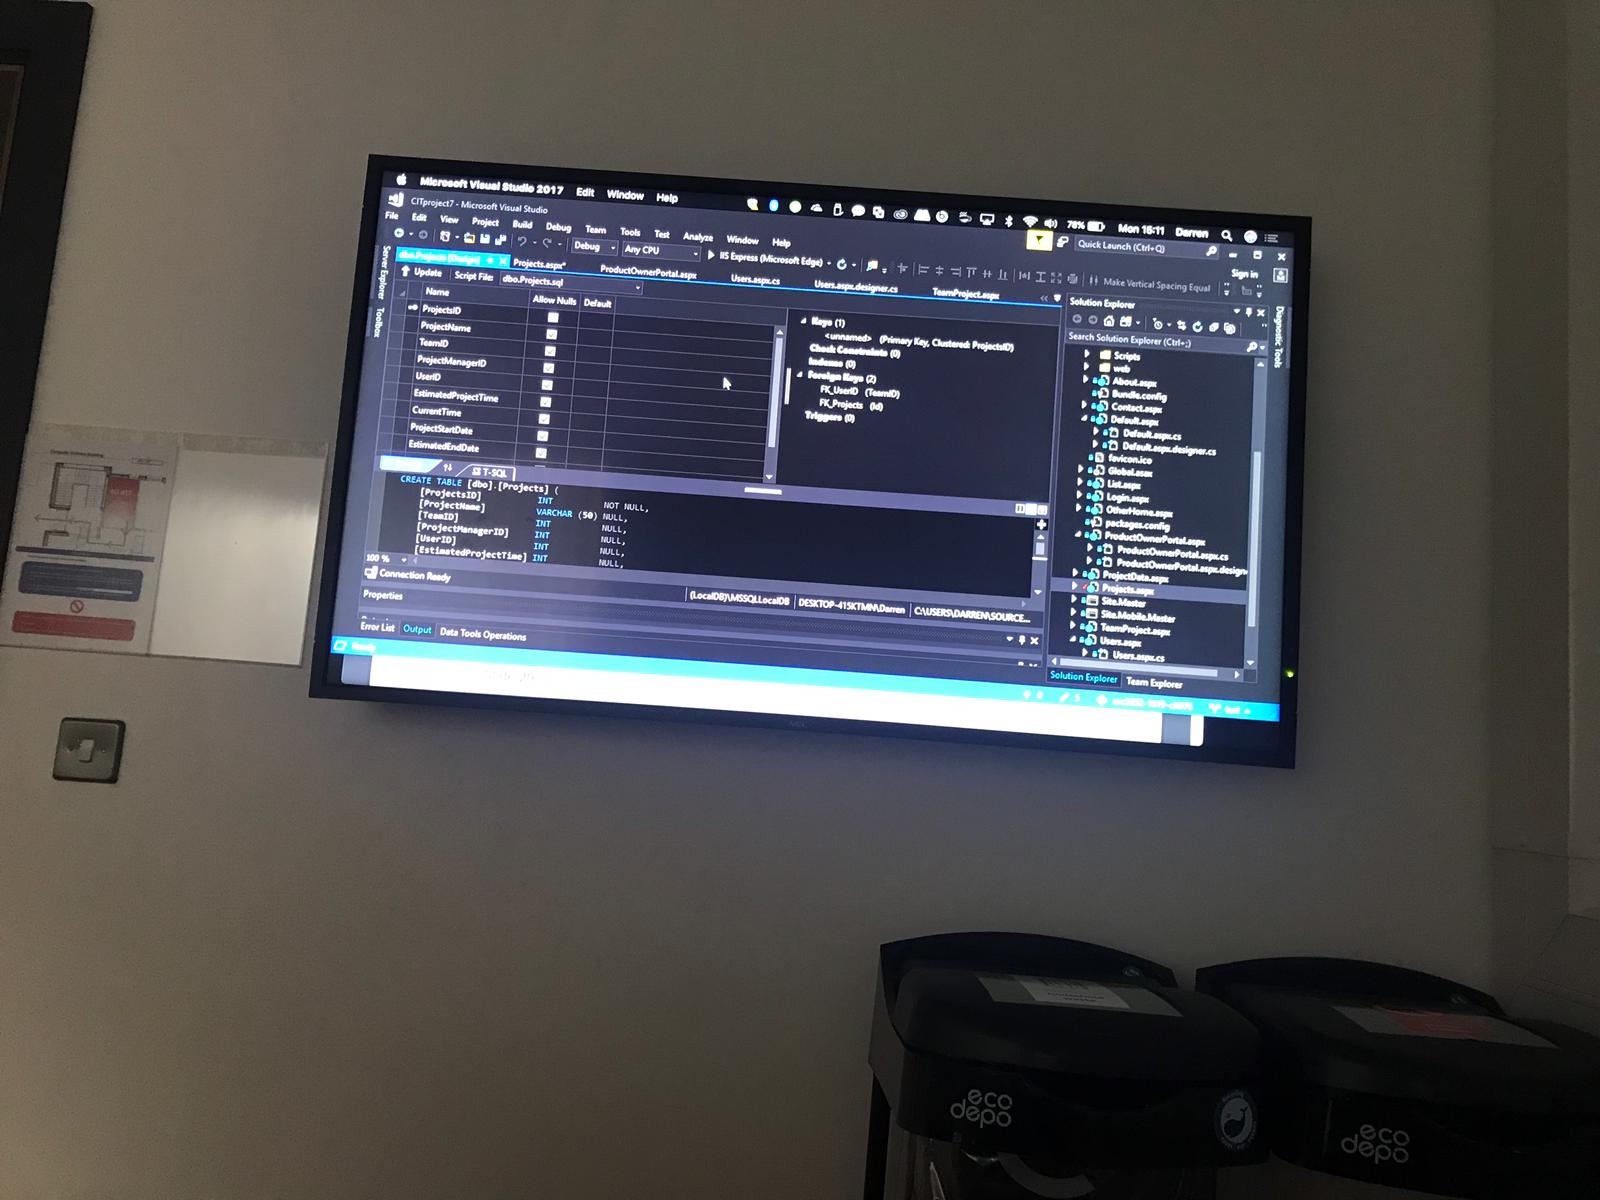 Microsoft Visual Studio 2017 Edit Window Help
78% Mon 16:11 Darren
CITproject7 - Microsoft Visual Studio
Quick Launch (Ctrl+Q)
File Edit View Project Build Debug Team Tools Test Analyze Window Help
Sign in
Debug Any CPU IIS Express (Microsoft Edge)
Make Vertical Spacing Equal
Server Explorer
Toolbox
dbo.Projects [Design] Projects.aspx* ProductOwnerPortal.aspx Users.aspx.cs Users.aspx.designer.cs TeamProject.aspx
Update Script File: dbo.Projects.sql
Name Allow Nulls Default
ProjectsID
ProjectName
TeamID
ProjectManagerID
UserID
EstimatedProjectTime
CurrentTime
ProjectStartDate
EstimatedEndDate
Keys (1)
<unnamed> (Primary Key, Clustered: ProjectsID)
Check Constraints (0)
Indexes (0)
Foreign Keys (2)
FK_UserID (TeamID)
FK_Projects (Id)
Triggers (0)
T-SQL
CREATE TABLE [dbo].[Projects] (
[ProjectsID] INT NOT NULL,
[ProjectName] VARCHAR (50) NULL,
[TeamID] INT NULL,
[ProjectManagerID] INT NULL,
[UserID] INT NULL,
[EstimatedProjectTime] INT NULL,
100 %
Connection Ready
(LocalDB)\MSSQLLocalDB DESKTOP-415KTMN\Darren C:\USERS\DARREN\SOURCE...
Properties
Error List Output Data Tools Operations
Ready
Solution Explorer
Search Solution Explorer (Ctrl+;)
Scripts
web
About.aspx
Bundle.config
Contact.aspx
Default.aspx
Default.aspx.cs
Default.aspx.designer.cs
favicon.ico
Global.asax
List.aspx
Login.aspx
OtherHome.aspx
packages.config
ProductOwnerPortal.aspx
ProductOwnerPortal.aspx.cs
ProductOwnerPortal.aspx.design
ProjectData.aspx
Projects.aspx
Site.Master
Site.Mobile.Master
TeamProject.aspx
Users.aspx
Users.aspx.cs
Solution Explorer Team Explorer
Diagnostic Tools
eco
depo
eco
depo